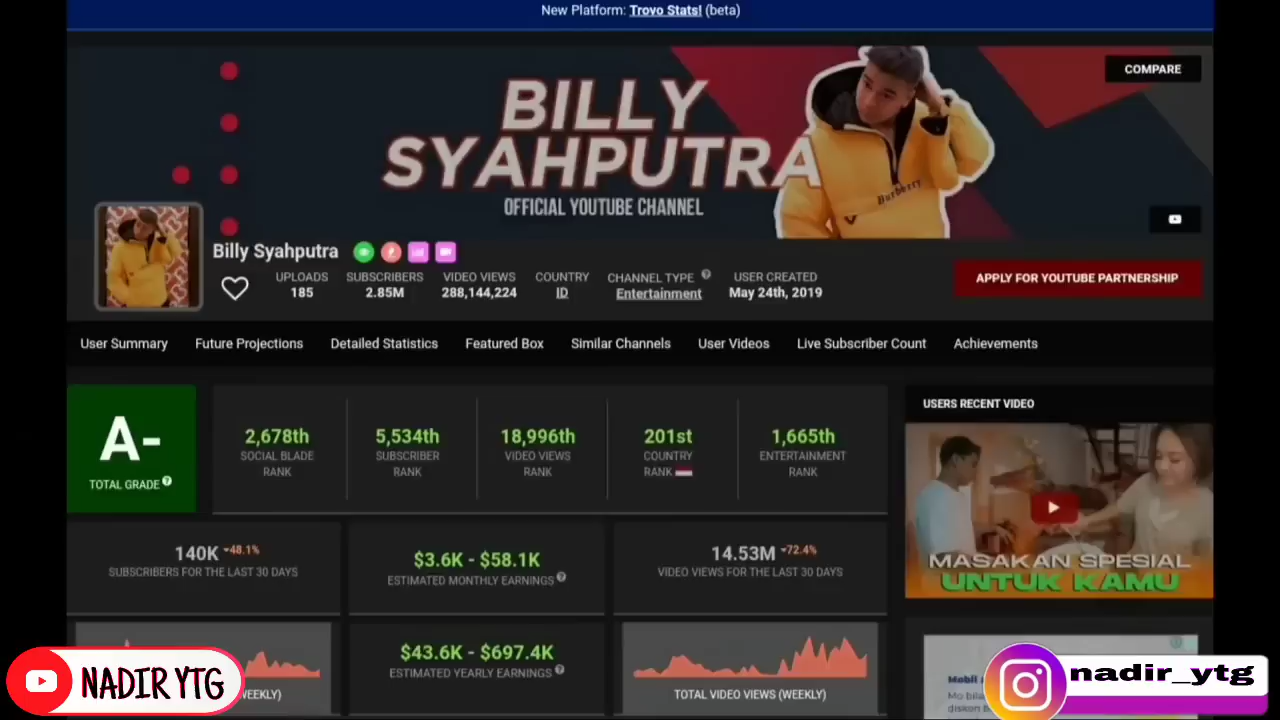 New Platform: Trovo Stats! (beta)
COMPARE
BILLY
SYAHPUTRA
OFFICIAL YOUTUBE CHANNEL
Burberry
Billy Syahputra
UPLOADS
185
SUBSCRIBERS
2.85M
VIDEO VIEWS
288,144,224
COUNTRY
ID
CHANNEL TYPE ?
Entertainment
USER CREATED
May 24th, 2019
APPLY FOR YOUTUBE PARTNERSHIP
User Summary Future Projections Detailed Statistics Featured Box Similar Channels User Videos Live Subscriber Count Achievements
A-
TOTAL GRADE ?
2,678th
SOCIAL BLADE
RANK
5,534th
SUBSCRIBER
RANK
18,996th
VIDEO VIEWS
RANK
201st
COUNTRY
RANK
1,665th
ENTERTAINMENT
RANK
USERS RECENT VIDEO
MASAKAN SPESIAL
UNTUK KAMU
140K -48.1%
SUBSCRIBERS FOR THE LAST 30 DAYS
$3.6K - $58.1K
ESTIMATED MONTHLY EARNINGS ?
14.53M -72.4%
VIDEO VIEWS FOR THE LAST 30 DAYS
WEEKLY)
$43.6K - $697.4K
ESTIMATED YEARLY EARNINGS ?
TOTAL VIDEO VIEWS (WEEKLY)
Mobil
Mo bila
diskon b
NADIR YTG
nadir_ytg